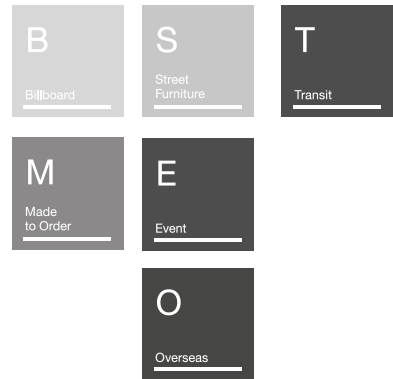 B
Billboard
S
Street
Furniture
T
Transit
M
Made
to Order
E
Event
O
Overseas